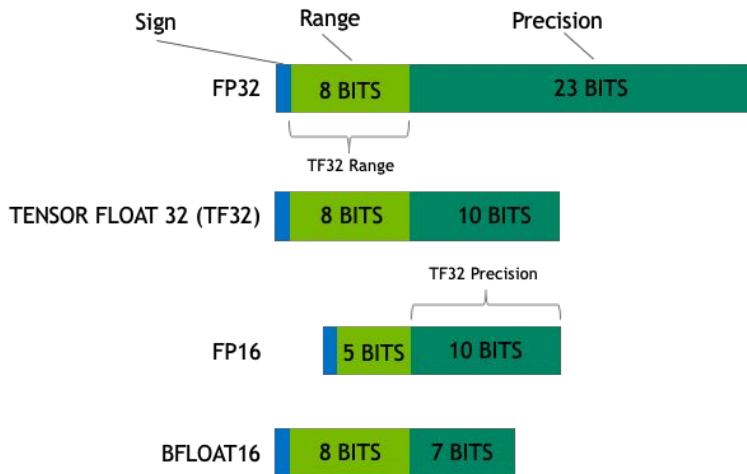 Sign Range Precision
FP32 8 BITS 23 BITS
TF32 Range
TENSOR FLOAT 32 (TF32) 8 BITS 10 BITS
TF32 Precision
FP16 5 BITS 10 BITS
BFLOAT16 8 BITS 7 BITS